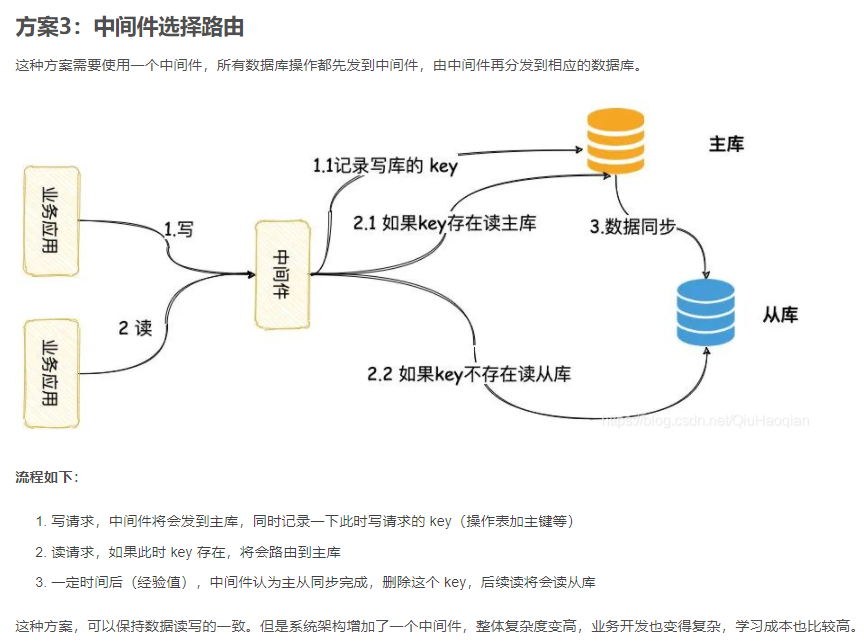 方案3：中间件选择路由
这种方案需要使用一个中间件，所有数据库操作都先发到中间件，由中间件再分发到相应的数据库。
主库
1.1记录写库的 key
业务应用
1.写
2.1 如果key存在读主库
3.数据同步
中间件
从库
2 读
业务应用
2.2 如果key不存在读从库
https://blog.csdn.net/QiuHaoqian
流程如下：
1. 写请求，中间件将会发到主库，同时记录一下此时写请求的 key（操作表加主键等）
2. 读请求，如果此时 key 存在，将会路由到主库
3. 一定时间后（经验值），中间件认为主从同步完成，删除这个 key，后续读将会读从库
这种方案，可以保持数据读写的一致。但是系统架构增加了一个中间件，整体复杂度变高，业务开发也变得复杂，学习成本也比较高。